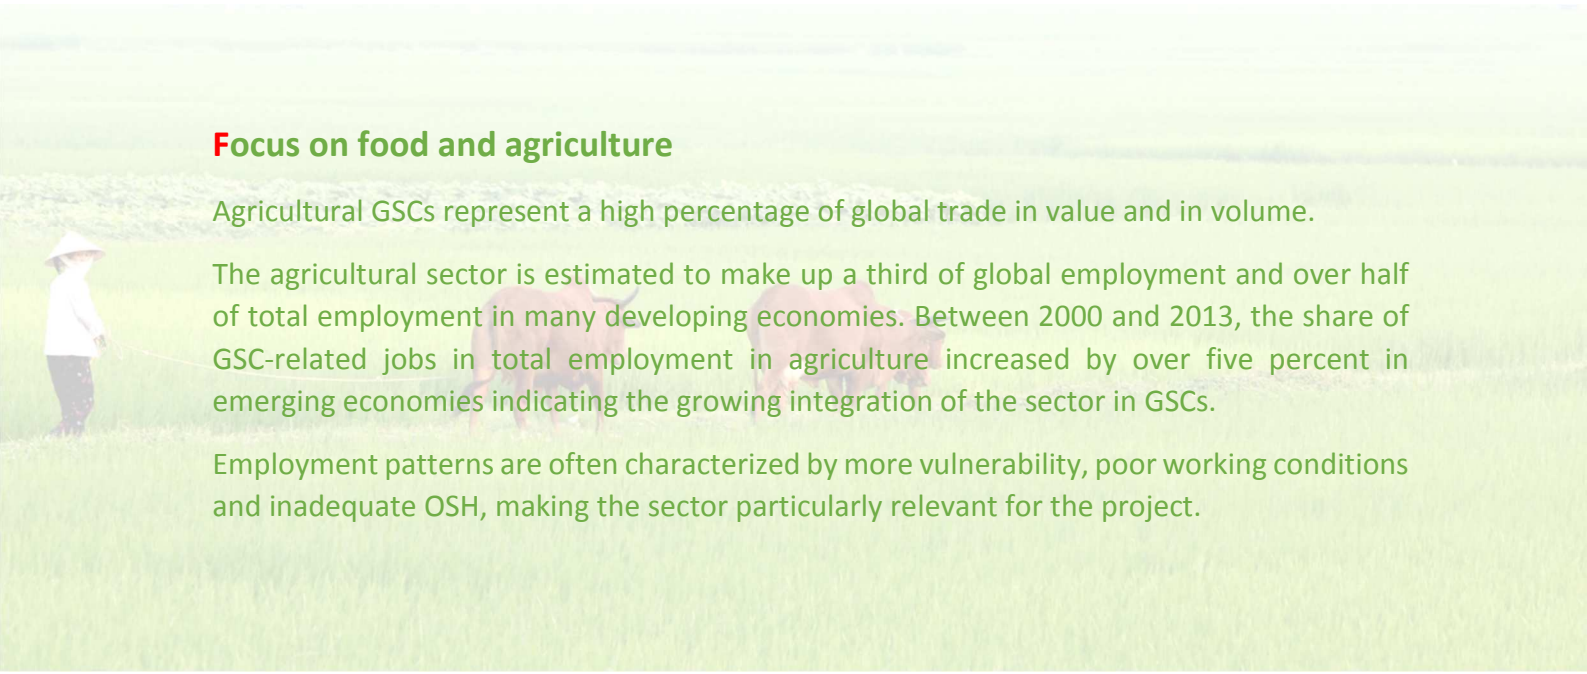 Focus on food and agriculture
Agricultural GSCs represent a high percentage of global trade in value and in volume.
The agricultural sector is estimated to make up a third of global employment and over half
of total employment in many developing economies. Between 2000 and 2013, the share of
GSC-related jobs in total employment in agriculture increased by over five percent in
emerging economies indicating the growing integration of the sector in GSCs.
Employment patterns are often characterized by more vulnerability, poor working conditions
and inadequate OSH, making the sector particularly relevant for the project.